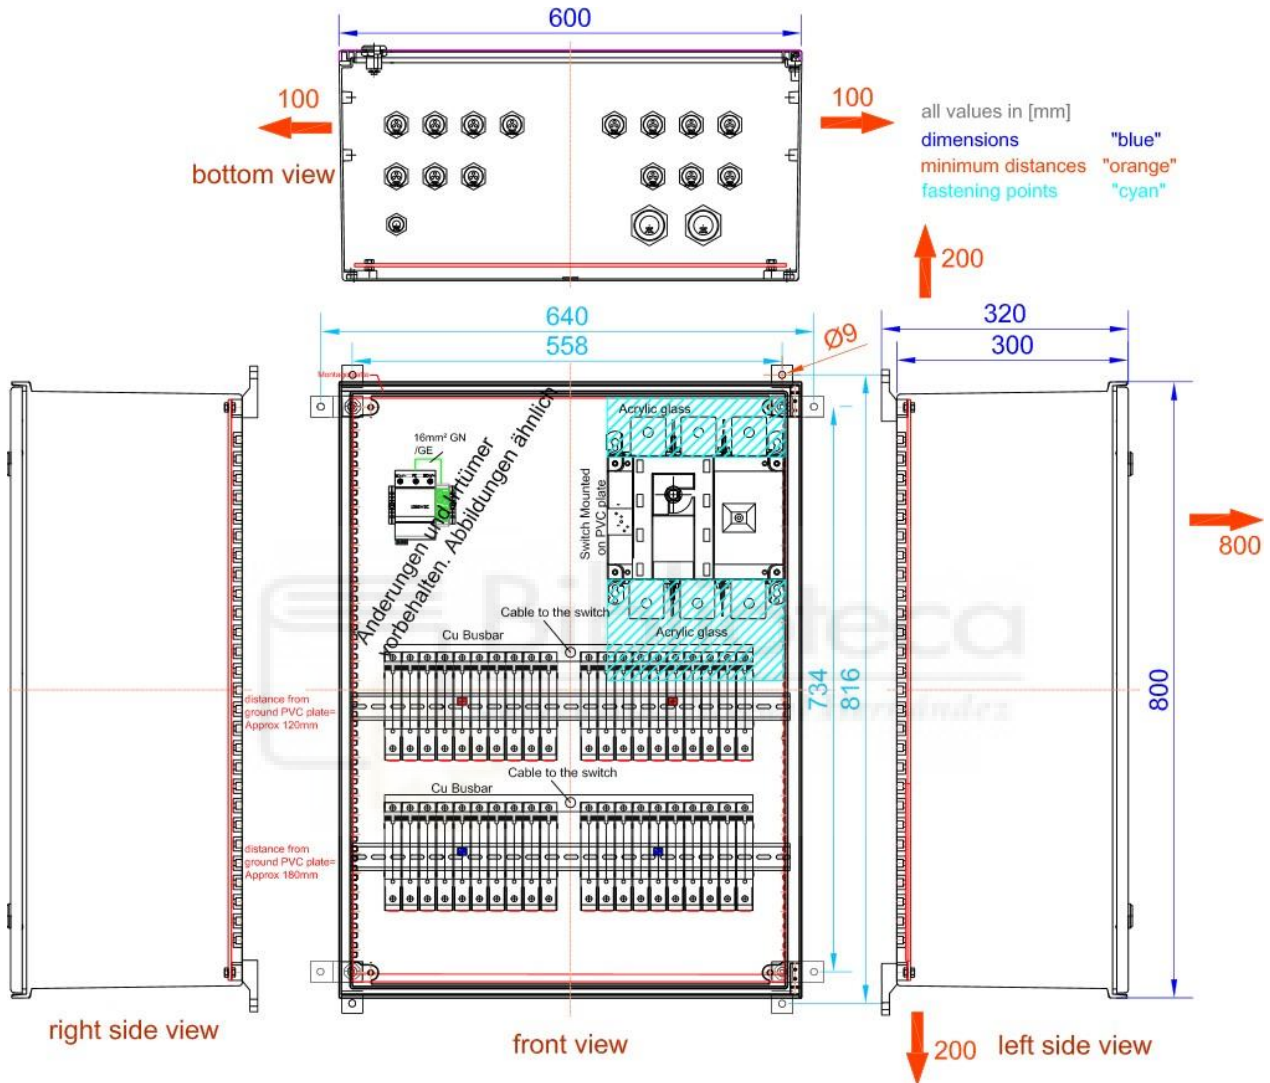 600
100
100
bottom view
all values in [mm]
dimensions "blue"
minimum distances "orange"
fastening points "cyan"
200
640
558
Ø9
320
300
Acrylic glass
16mm² GN
/GE
Änderungen und Irrtümer
vorbehalten. Abbildungen ähnlich
Switch Mounted
on PVC plate
800
Cable to the switch
Cu Busbar
Acrylic glass
Biblioteca
distance from
ground PVC plate=
Approx 120mm
734
816
800
Hernández
Cable to the switch
Cu Busbar
distance from
ground PVC plate=
Approx 180mm
right side view
front view
200
left side view